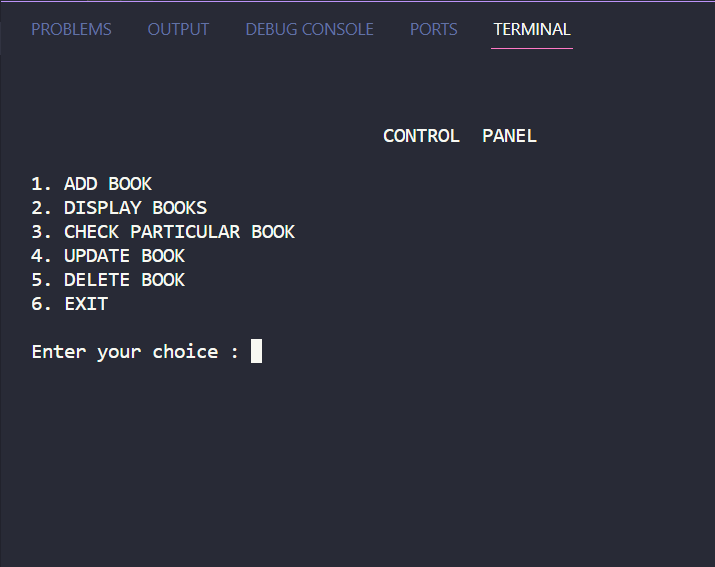 PROBLEMS OUTPUT DEBUG CONSOLE PORTS TERMINAL
CONTROL  PANEL
1. ADD BOOK
2. DISPLAY BOOKS
3. CHECK PARTICULAR BOOK
4. UPDATE BOOK
5. DELETE BOOK
6. EXIT
Enter your choice :